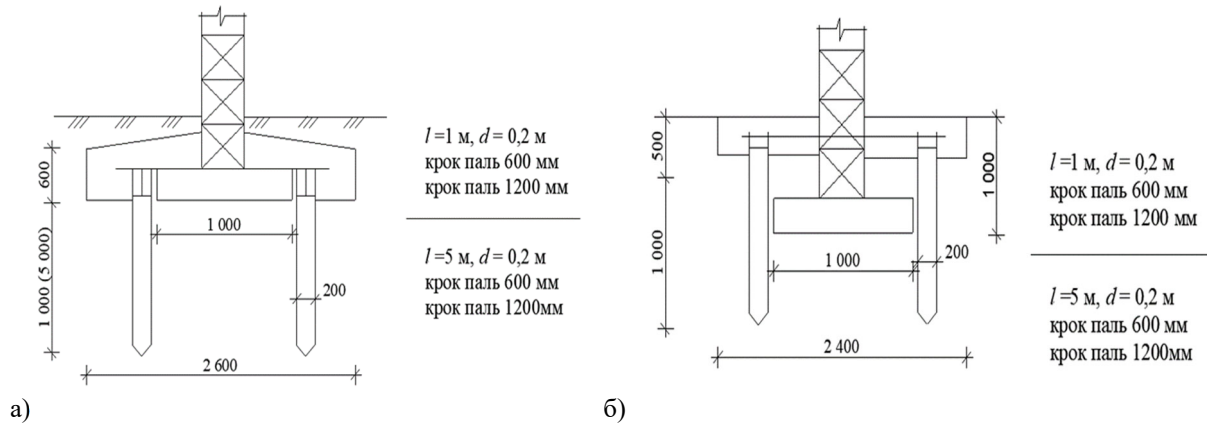 600
1 000 (5 000)
1 000
200
2 600
l =1 м, d = 0,2 м
крок паль 600 мм
крок паль 1200 мм
l =5 м, d = 0,2 м
крок паль 600 мм
крок паль 1200мм
а)
500
1 000
1 000
1 000
200
2 400
l =1 м, d = 0,2 м
крок паль 600 мм
крок паль 1200 мм
l =5 м, d = 0,2 м
крок паль 600 мм
крок паль 1200мм
б)